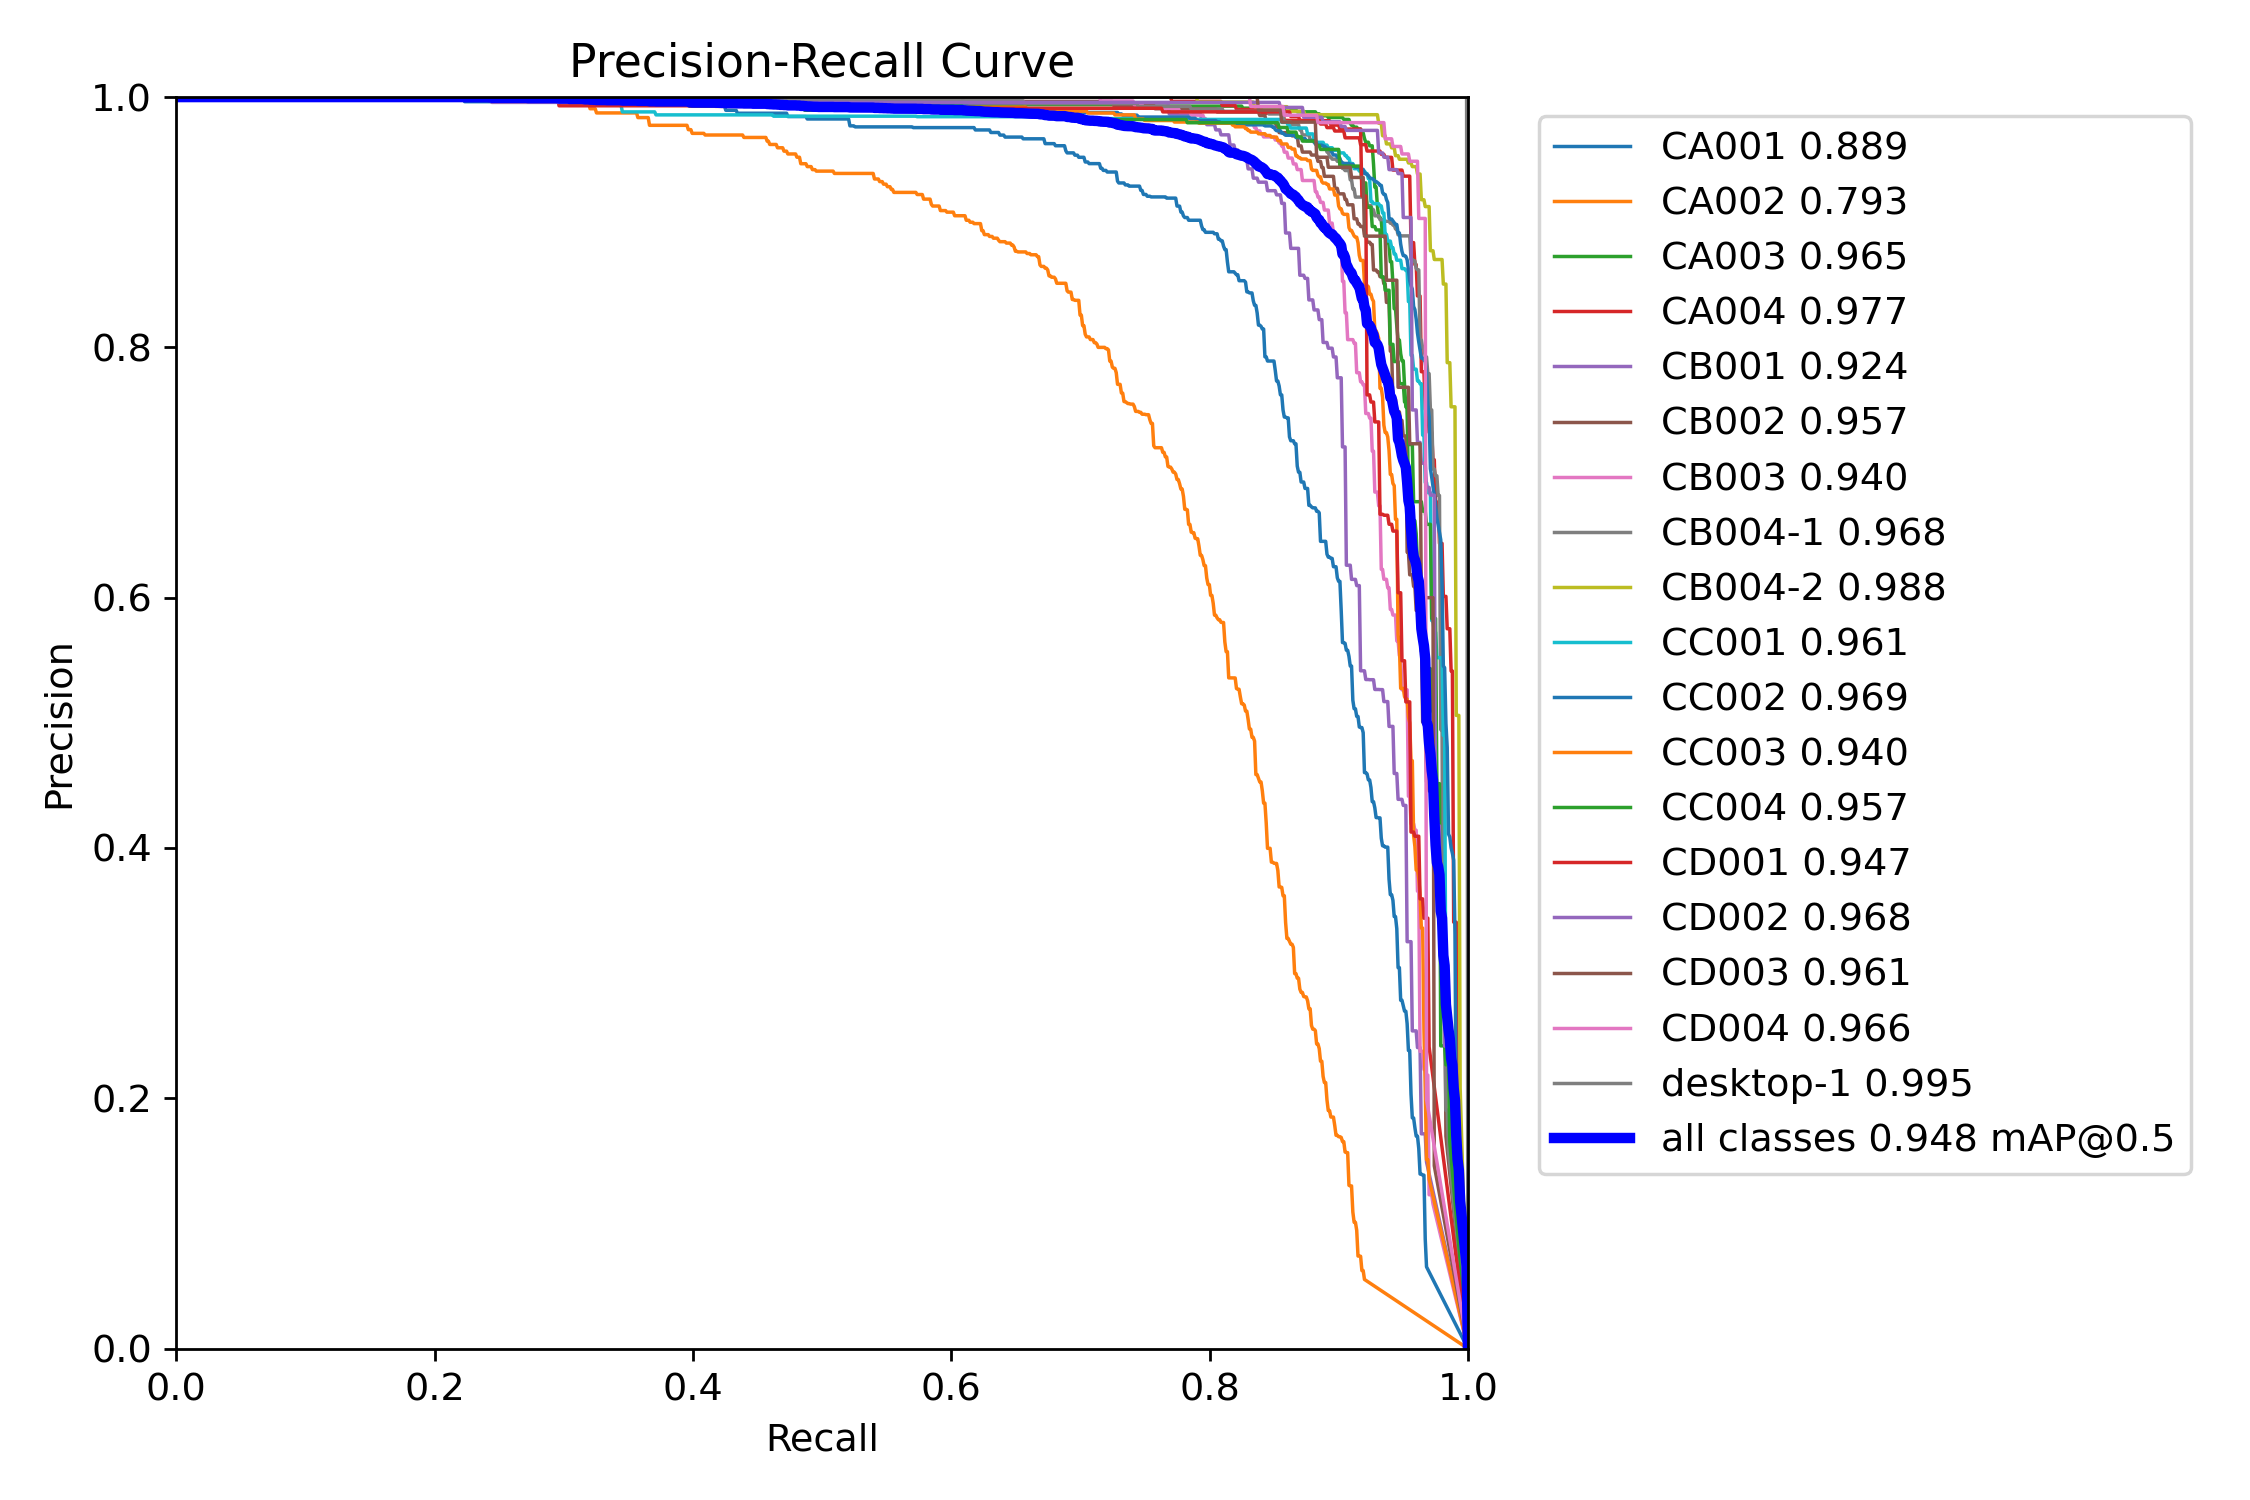 Precision-Recall Curve
1.0
0.8
0.6
0.4
0.2
0.0
Precision
0.0 0.2 0.4 0.6 0.8 1.0
Recall
CA001 0.889
CA002 0.793
CA003 0.965
CA004 0.977
CB001 0.924
CB002 0.957
CB003 0.940
CB004-1 0.968
CB004-2 0.988
CC001 0.961
CC002 0.969
CC003 0.940
CC004 0.957
CD001 0.947
CD002 0.968
CD003 0.961
CD004 0.966
desktop-1 0.995
all classes 0.948 mAP@0.5